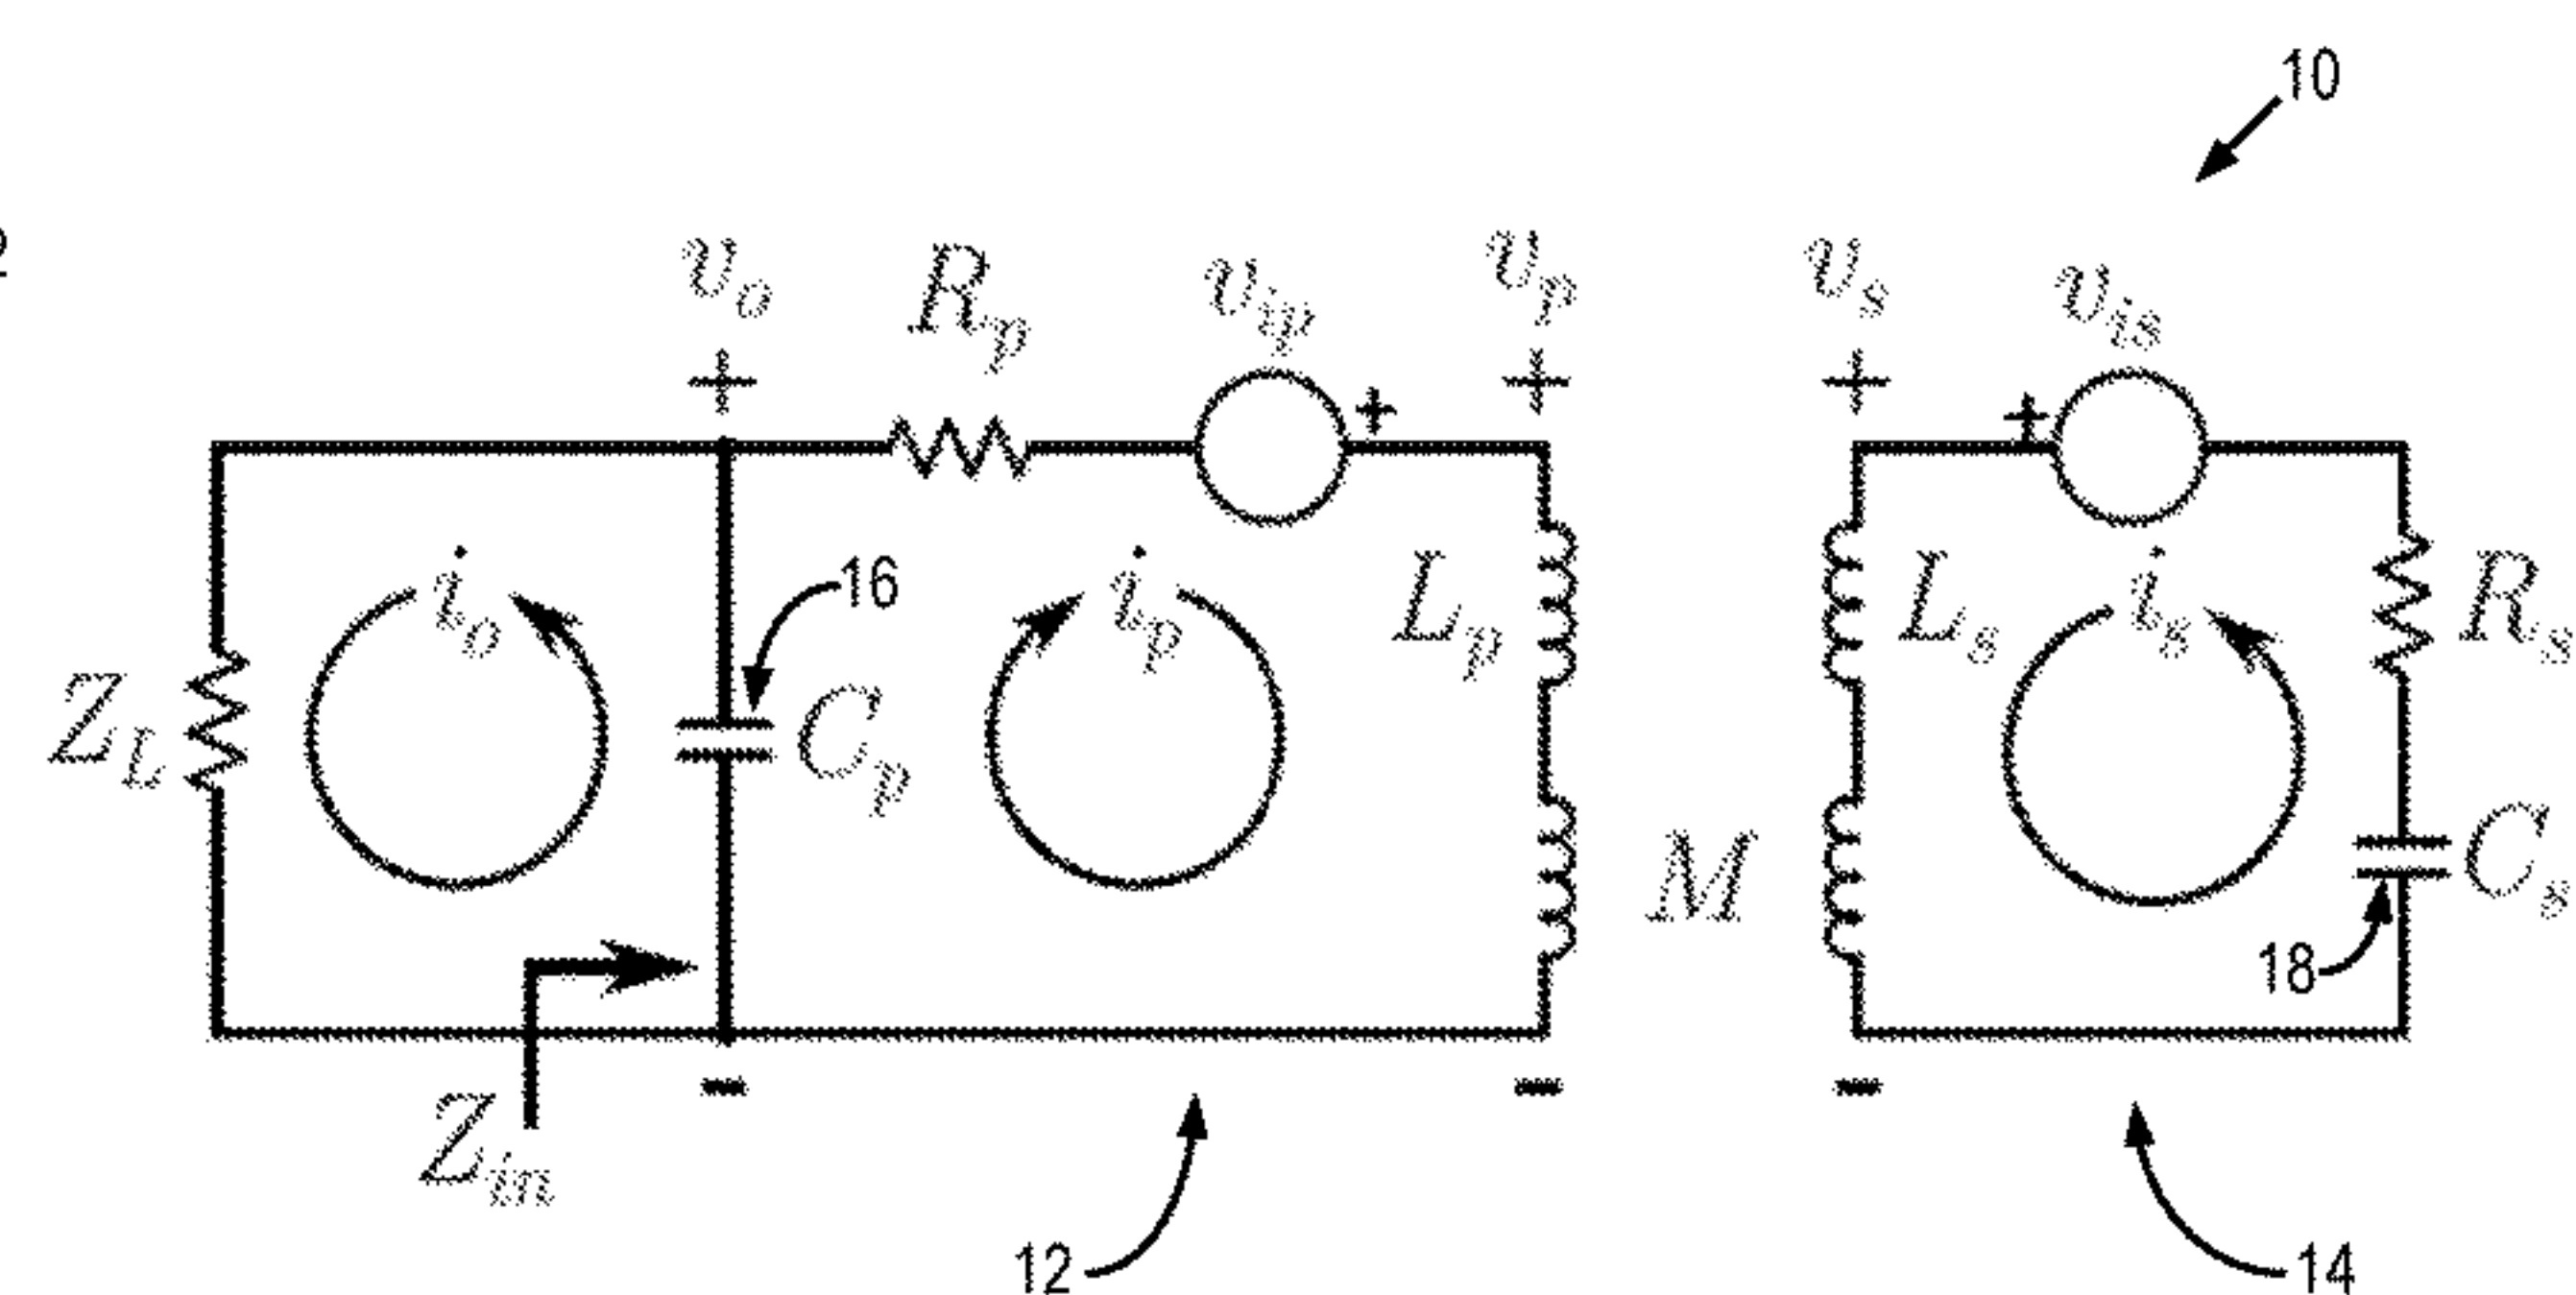 10
v_o R_p v_ip v_p v_s v_is
+ + + + + +
i_o 16 i_p L_p L_s i_s R_s
Z_L C_p M C_s
18
- - -
Z_in
12 14